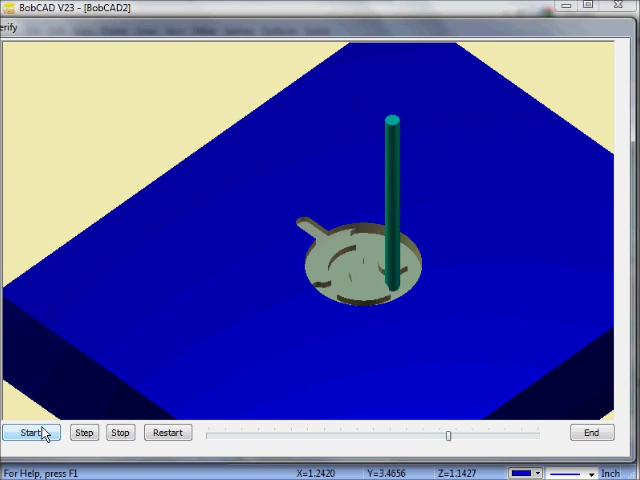 BobCAD V23 - [BobCAD2]
erify
Start
Step
Stop
Restart
End
For Help, press F1
X=1.2420
Y=3.4656
Z=1.1427
Inch